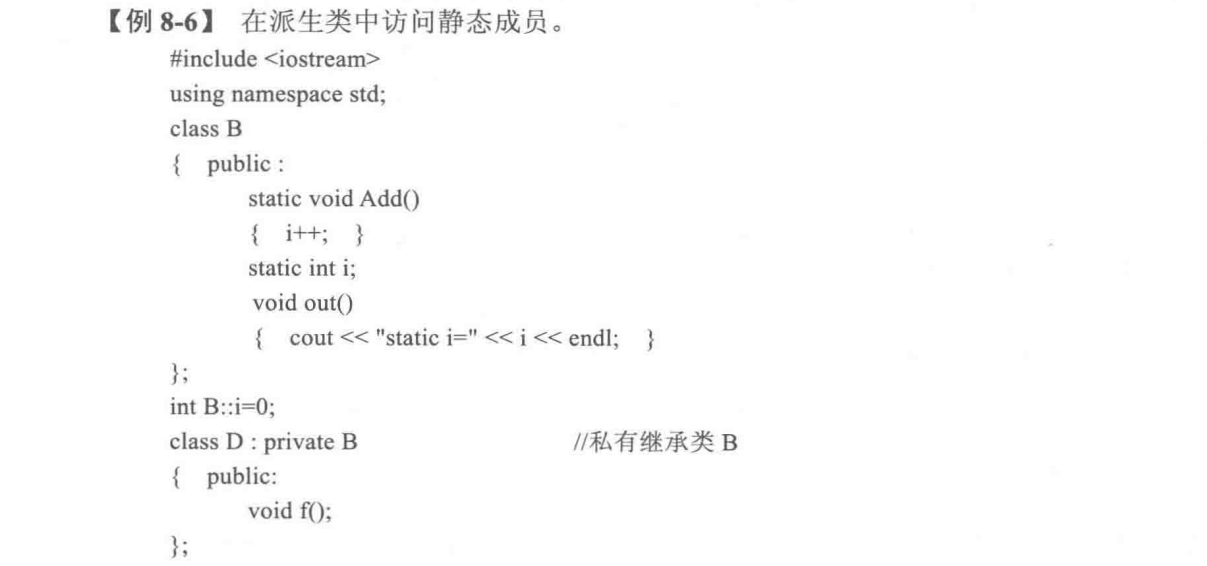 【例 8-6】 在派生类中访问静态成员。
#include <iostream>
using namespace std;
class B
{ public :
static void Add()
{ i++; }
static int i;
void out()
{ cout << "static i=" << i << endl; }
};
int B::i=0;
class D : private B //私有继承类 B
{ public:
void f();
};